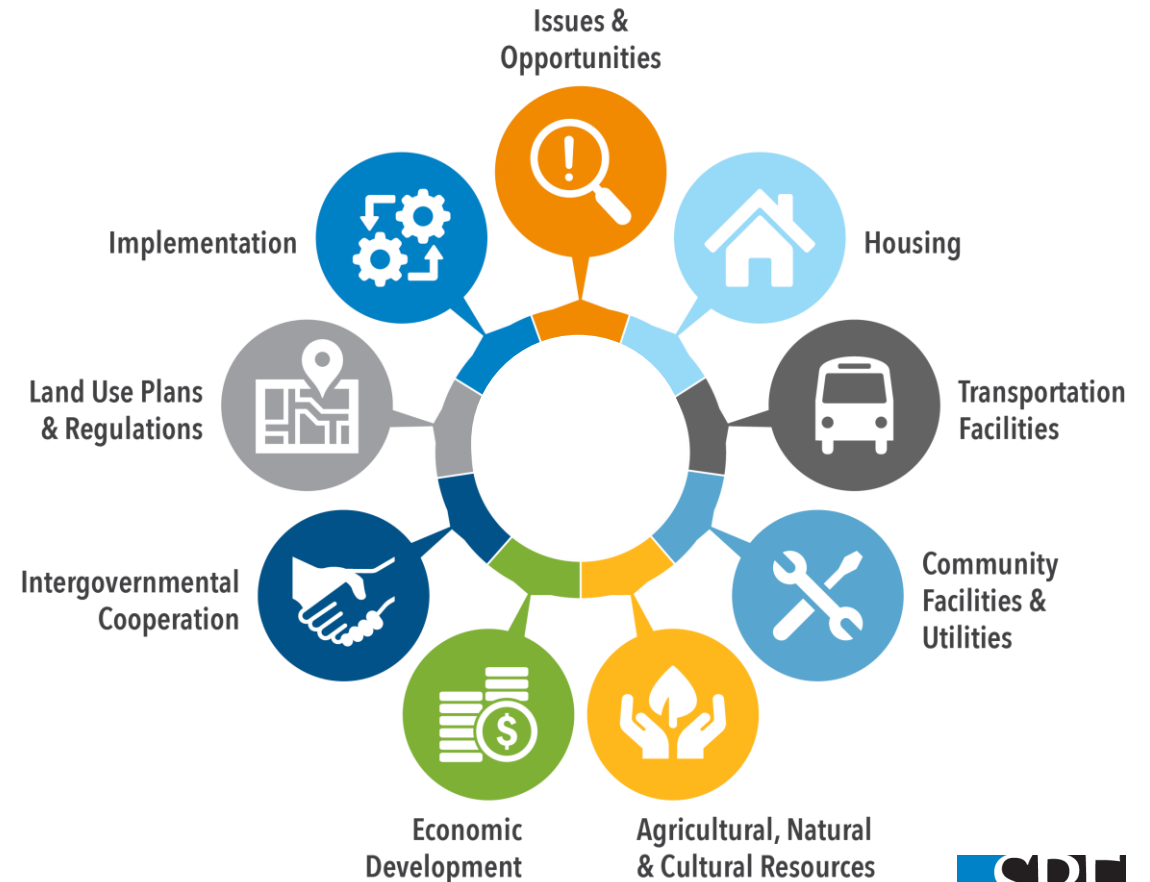 Issues &
Opportunities
Housing
Transportation
Facilities
Community
Facilities &
Utilities
Agricultural, Natural
& Cultural Resources
Economic
Development
$
Intergovernmental
Cooperation
Land Use Plans
& Regulations
Implementation
!